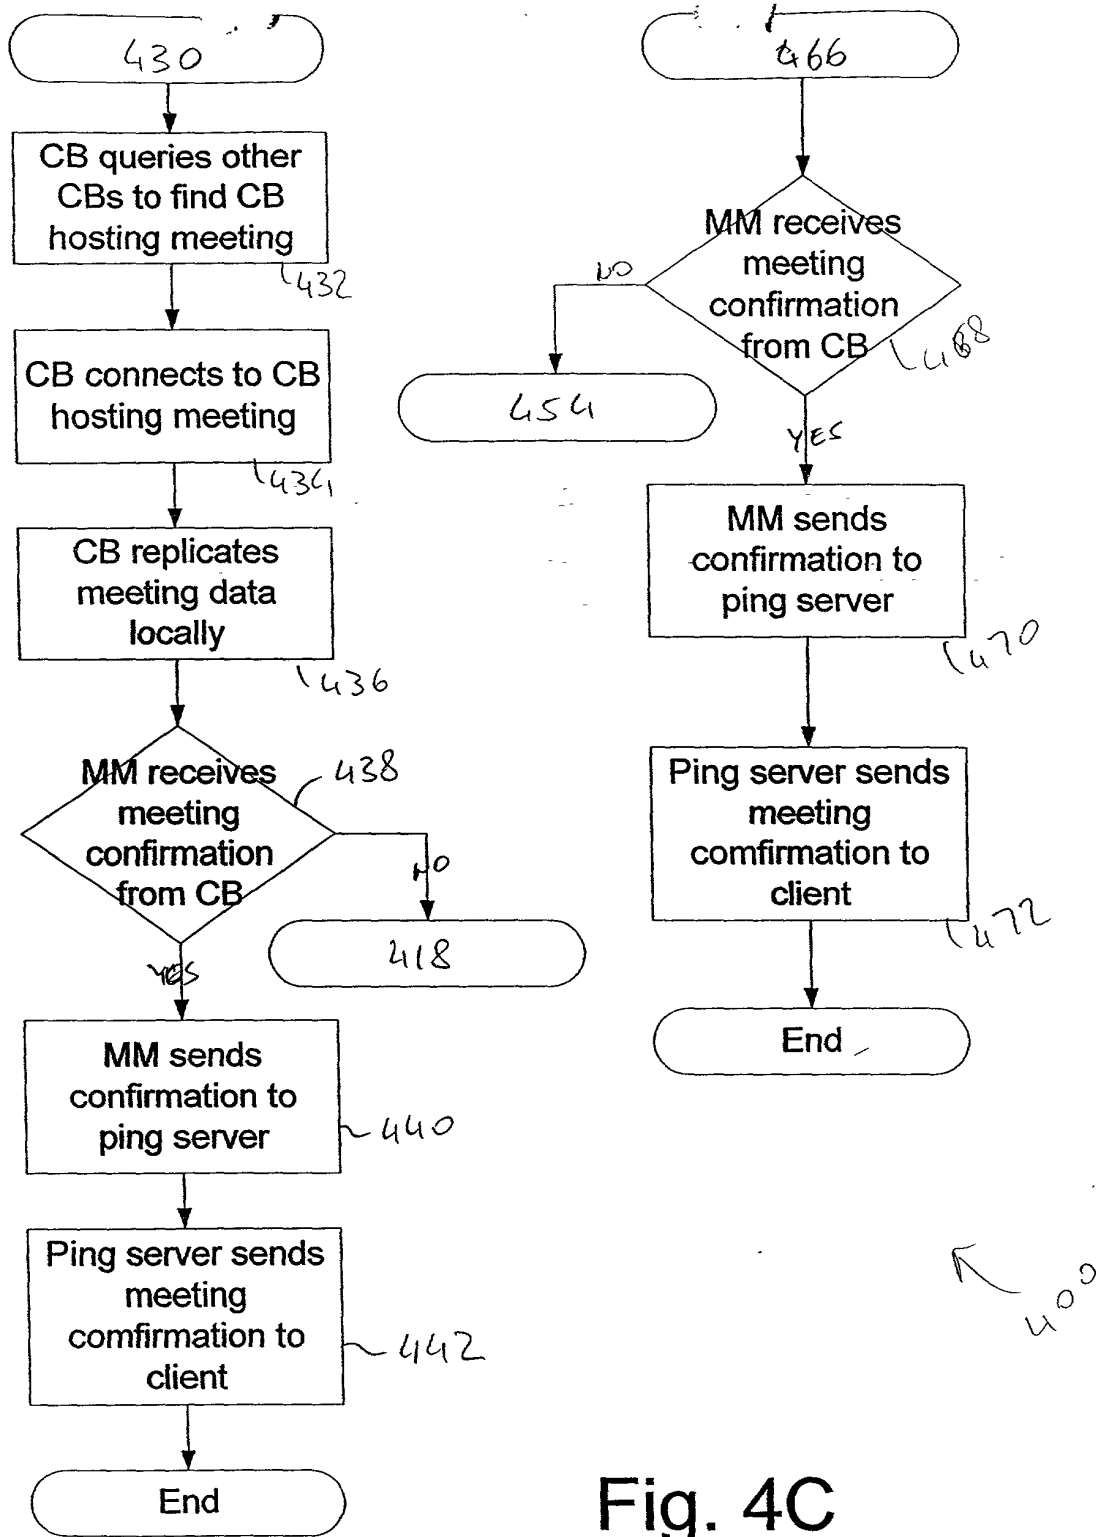 430
CB queries other
CBs to find CB
hosting meeting
432
CB connects to CB
hosting meeting
434
CB replicates
meeting data
locally
436
MM receives
meeting
confirmation
from CB
438
NO
418
YES
MM sends
confirmation to
ping server
440
Ping server sends
meeting
comfirmation to
client
442
End
466
MM receives
meeting
confirmation
from CB
468
NO
454
YES
MM sends
confirmation to
ping server
470
Ping server sends
meeting
comfirmation to
client
472
End
400
Fig. 4C